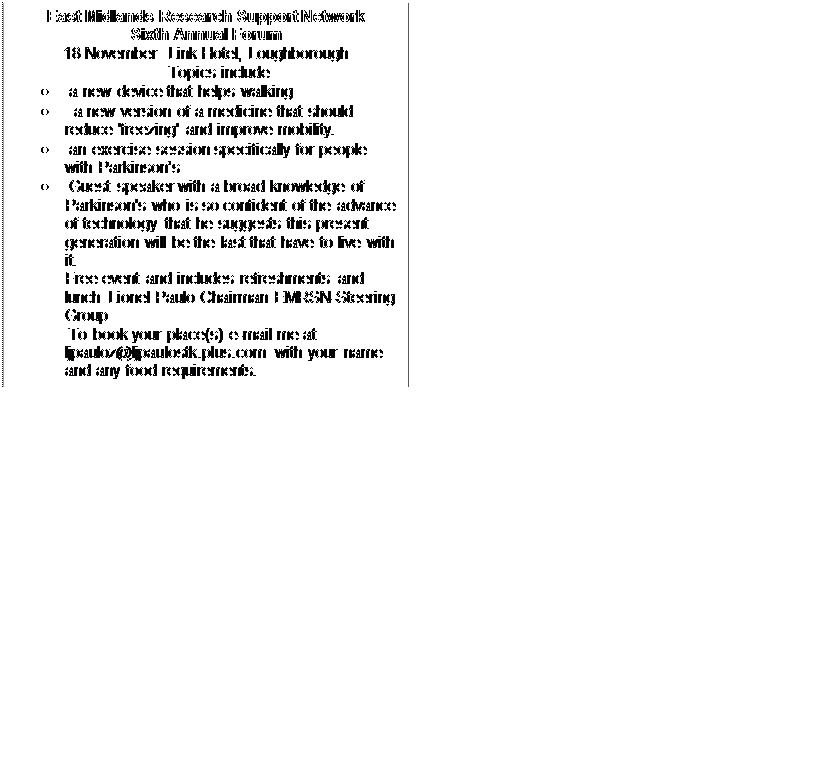 East Midlands Research Support Network
Sixth Annual Forum
18 November Link Hotel, Loughborough
Topics include
o a new device that helps walking
o a new version of a medicine that should
reduce 'freezing' and improve mobility.
o an exercise session specifically for people
with Parkinson's
o Guest speaker with a broad knowledge of
Parkinson's who is so confident of the advance
of technology that he suggests this present
generation will be the last that have to live with
it.
Free event and includes refreshments and
lunch Lionel Paulo Chairman EMRSN Steering
Group
To book your place(s) e-mail me at
with your name
and any food requirements.